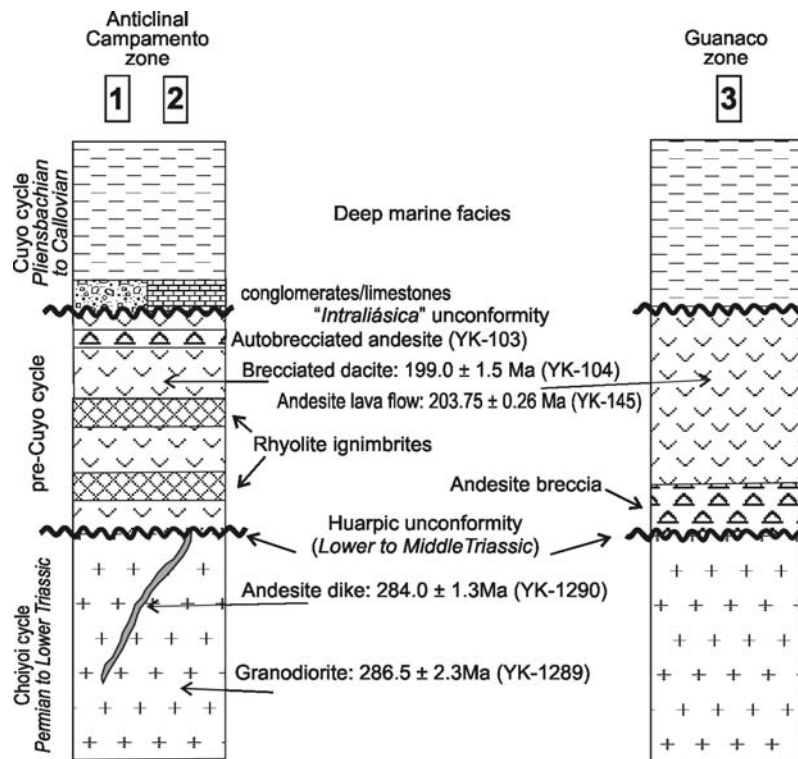 Anticlinal
Campamento
zone
Guanaco
zone
1
2
3
Cuyo cycle
Pliensbachian
to Callovian
Deep marine facies
conglomerates/limestones
"Intraliásica" unconformity
Autobrecciated andesite (YK-103)
Brecciated dacite: 199.0 ± 1.5 Ma (YK-104)
Andesite lava flow: 203.75 ± 0.26 Ma (YK-145)
pre-Cuyo cycle
Rhyolite ignimbrites
Andesite breccia
Huarpic unconformity
(Lower to MiddleTriassic)
Choiyoi cycle
Permian to Lower Triassic
Andesite dike: 284.0 ± 1.3Ma (YK-1290)
Granodiorite: 286.5 ± 2.3Ma (YK-1289)